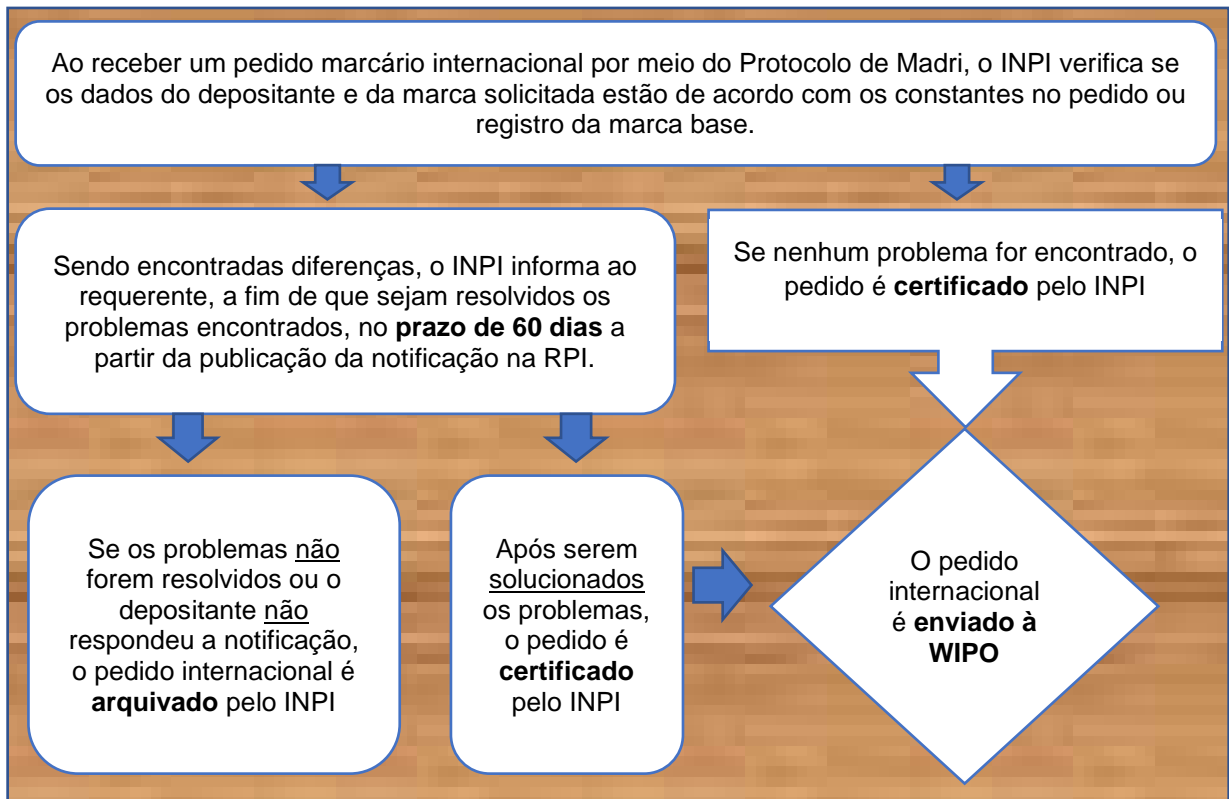 Ao receber um pedido marcário internacional por meio do Protocolo de Madri, o INPI verifica se
os dados do depositante e da marca solicitada estão de acordo com os constantes no pedido ou
registro da marca base.
Sendo encontradas diferenças, o INPI informa ao
requerente, a fim de que sejam resolvidos os
problemas encontrados, no prazo de 60 dias a
partir da publicação da notificação na RPI.
Se nenhum problema for encontrado, o
pedido é certificado pelo INPI
Se os problemas não
forem resolvidos ou o
depositante não
respondeu a notificação,
o pedido internacional é
arquivado pelo INPI
Após serem
solucionados
os problemas,
o pedido é
certificado
pelo INPI
O pedido
internacional
é enviado à
WIPO